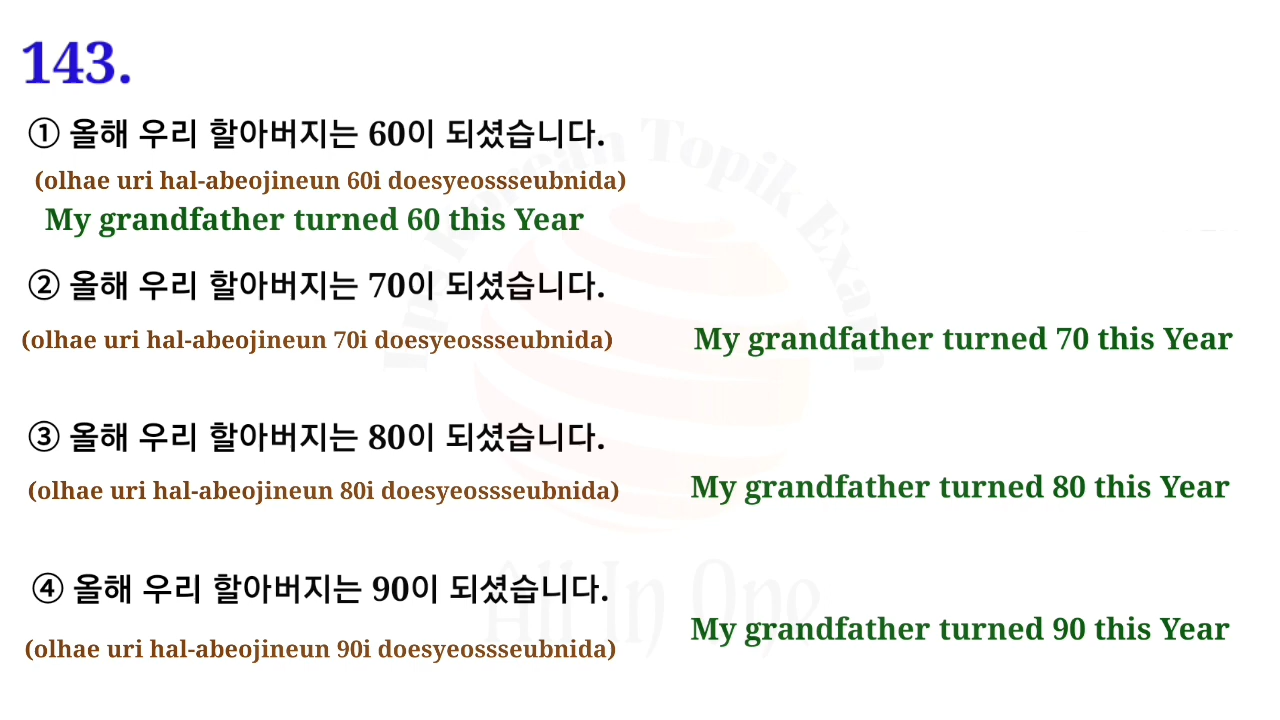 143.
① 올해 우리 할아버지는 60이 되셨습니다.
(olhae uri hal-abeojineun 60i doesyeossseubnida)
My grandfather turned 60 this Year
② 올해 우리 할아버지는 70이 되셨습니다.
(olhae uri hal-abeojineun 70i doesyeossseubnida)
My grandfather turned 70 this Year
③ 올해 우리 할아버지는 80이 되셨습니다.
(olhae uri hal-abeojineun 80i doesyeossseubnida)
My grandfather turned 80 this Year
④ 올해 우리 할아버지는 90이 되셨습니다.
My grandfather turned 90 this Year
(olhae uri hal-abeojineun 90i doesyeossseubnida)
Topik Exam
All In One